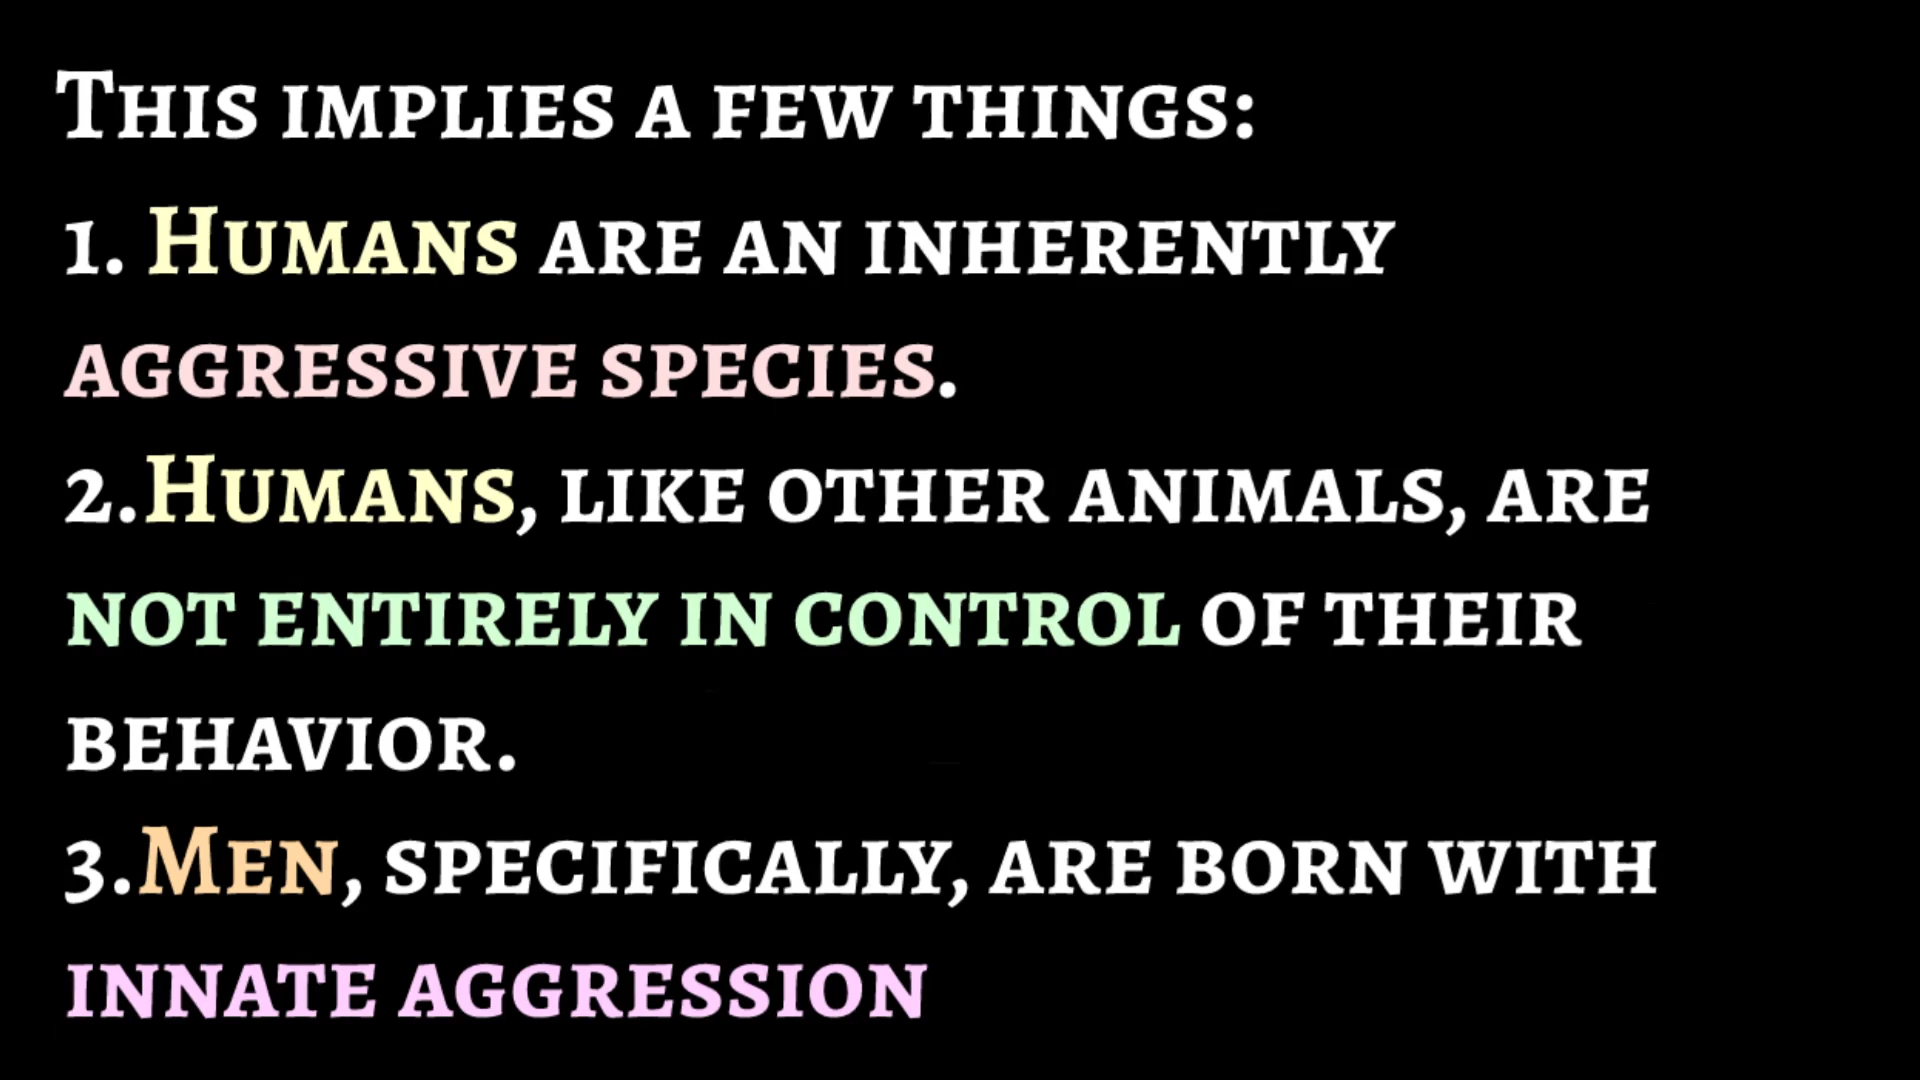 This implies a few things:
1. Humans are an inherently
aggressive species.
2.Humans, like other animals, are
not entirely in control of their
behavior.
3.Men, specifically, are born with
innate aggression